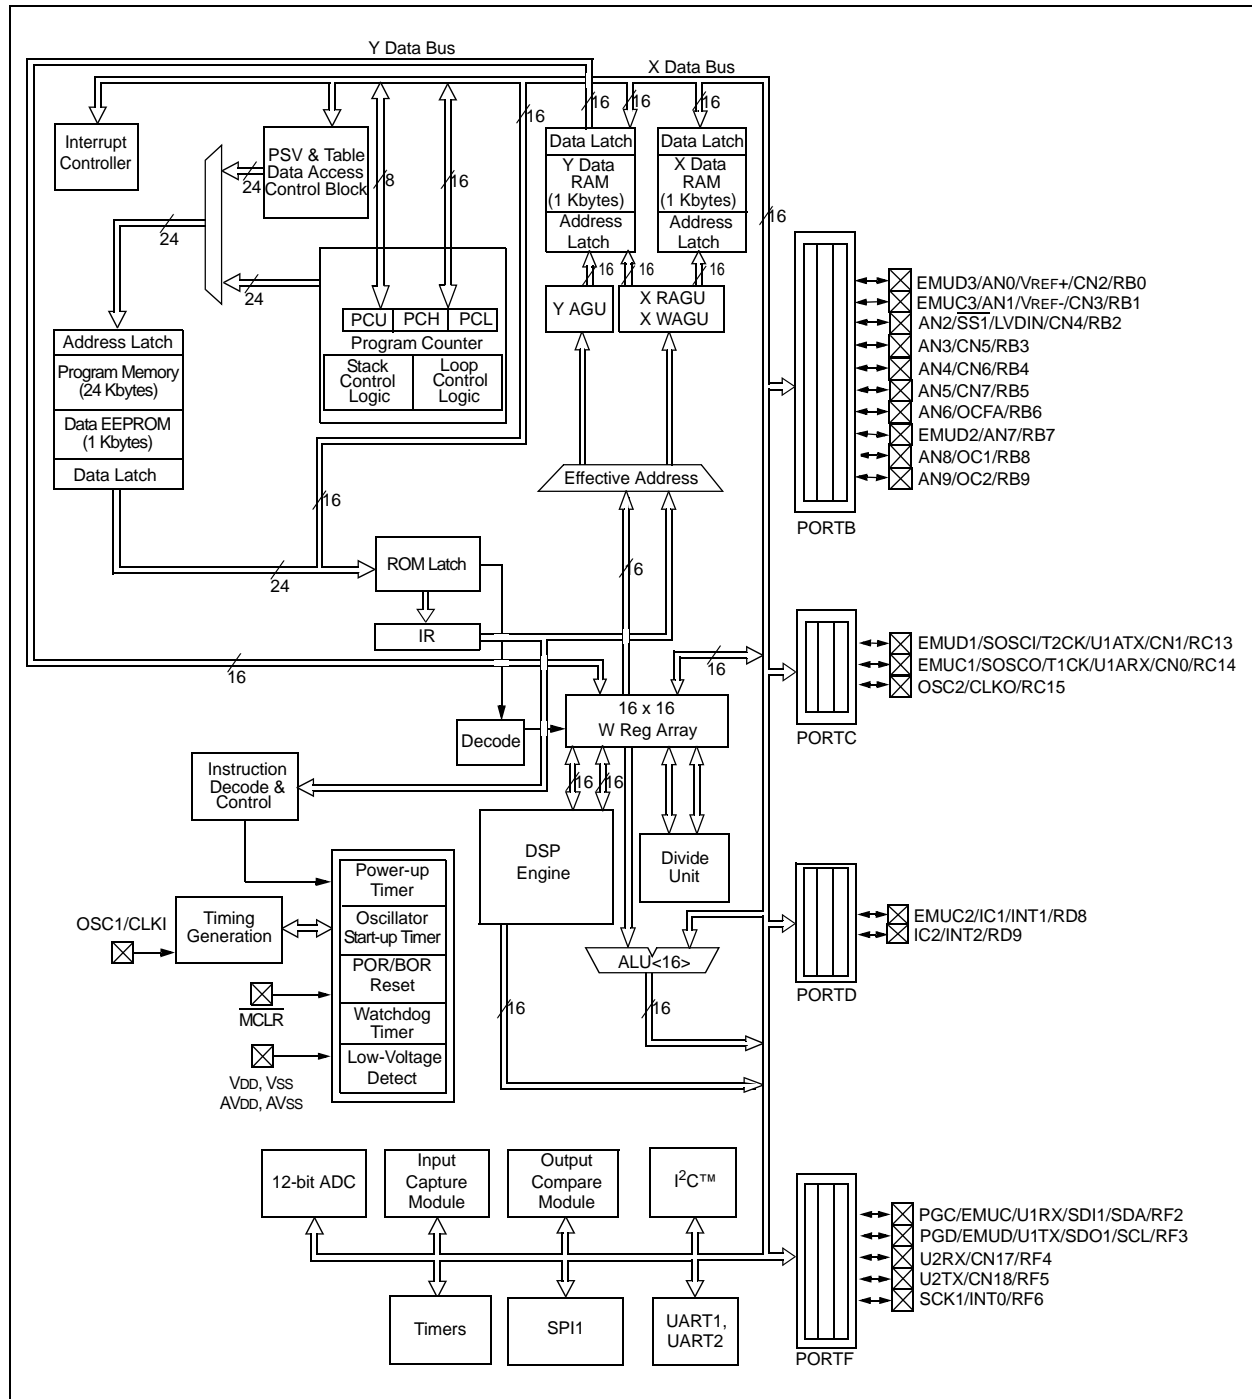 Y Data Bus
X Data Bus
16
16
16
16
Interrupt
Controller
PSV & Table
Data Access
Control Block
24
8
16
24
24
Data Latch
Y Data
RAM
(1 Kbytes)
Address
Latch
Data Latch
X Data
RAM
(1 Kbytes)
Address
Latch
16
16
16
16
Y AGU
X RAGU
X WAGU
PCU
PCH
PCL
Program Counter
Stack
Control
Logic
Loop
Control
Logic
Address Latch
Program Memory
(24 Kbytes)
Data EEPROM
(1 Kbytes)
Data Latch
Effective Address
16
24
ROM Latch
6
IR
16
16
16 x 16
W Reg Array
Decode
16
16
Instruction
Decode &
Control
DSP
Engine
Divide
Unit
Power-up
Timer
Oscillator
Start-up Timer
POR/BOR
Reset
Watchdog
Timer
Low-Voltage
Detect
OSC1/CLKI
Timing
Generation
MCLR
VDD, VSS
AVDD, AVSS
ALU<16>
16
16
12-bit ADC
Input
Capture
Module
Output
Compare
Module
I2C™
Timers
SPI1
UART1,
UART2
EMUD3/AN0/VREF+/CN2/RB0
EMUC3/AN1/VREF-/CN3/RB1
AN2/SS1/LVDIN/CN4/RB2
AN3/CN5/RB3
AN4/CN6/RB4
AN5/CN7/RB5
AN6/OCFA/RB6
EMUD2/AN7/RB7
AN8/OC1/RB8
AN9/OC2/RB9
PORTB
EMUD1/SOSCI/T2CK/U1ATX/CN1/RC13
EMUC1/SOSCO/T1CK/U1ARX/CN0/RC14
OSC2/CLKO/RC15
PORTC
EMUC2/IC1/INT1/RD8
IC2/INT2/RD9
PORTD
PGC/EMUC/U1RX/SDI1/SDA/RF2
PGD/EMUD/U1TX/SDO1/SCL/RF3
U2RX/CN17/RF4
U2TX/CN18/RF5
SCK1/INT0/RF6
PORTF